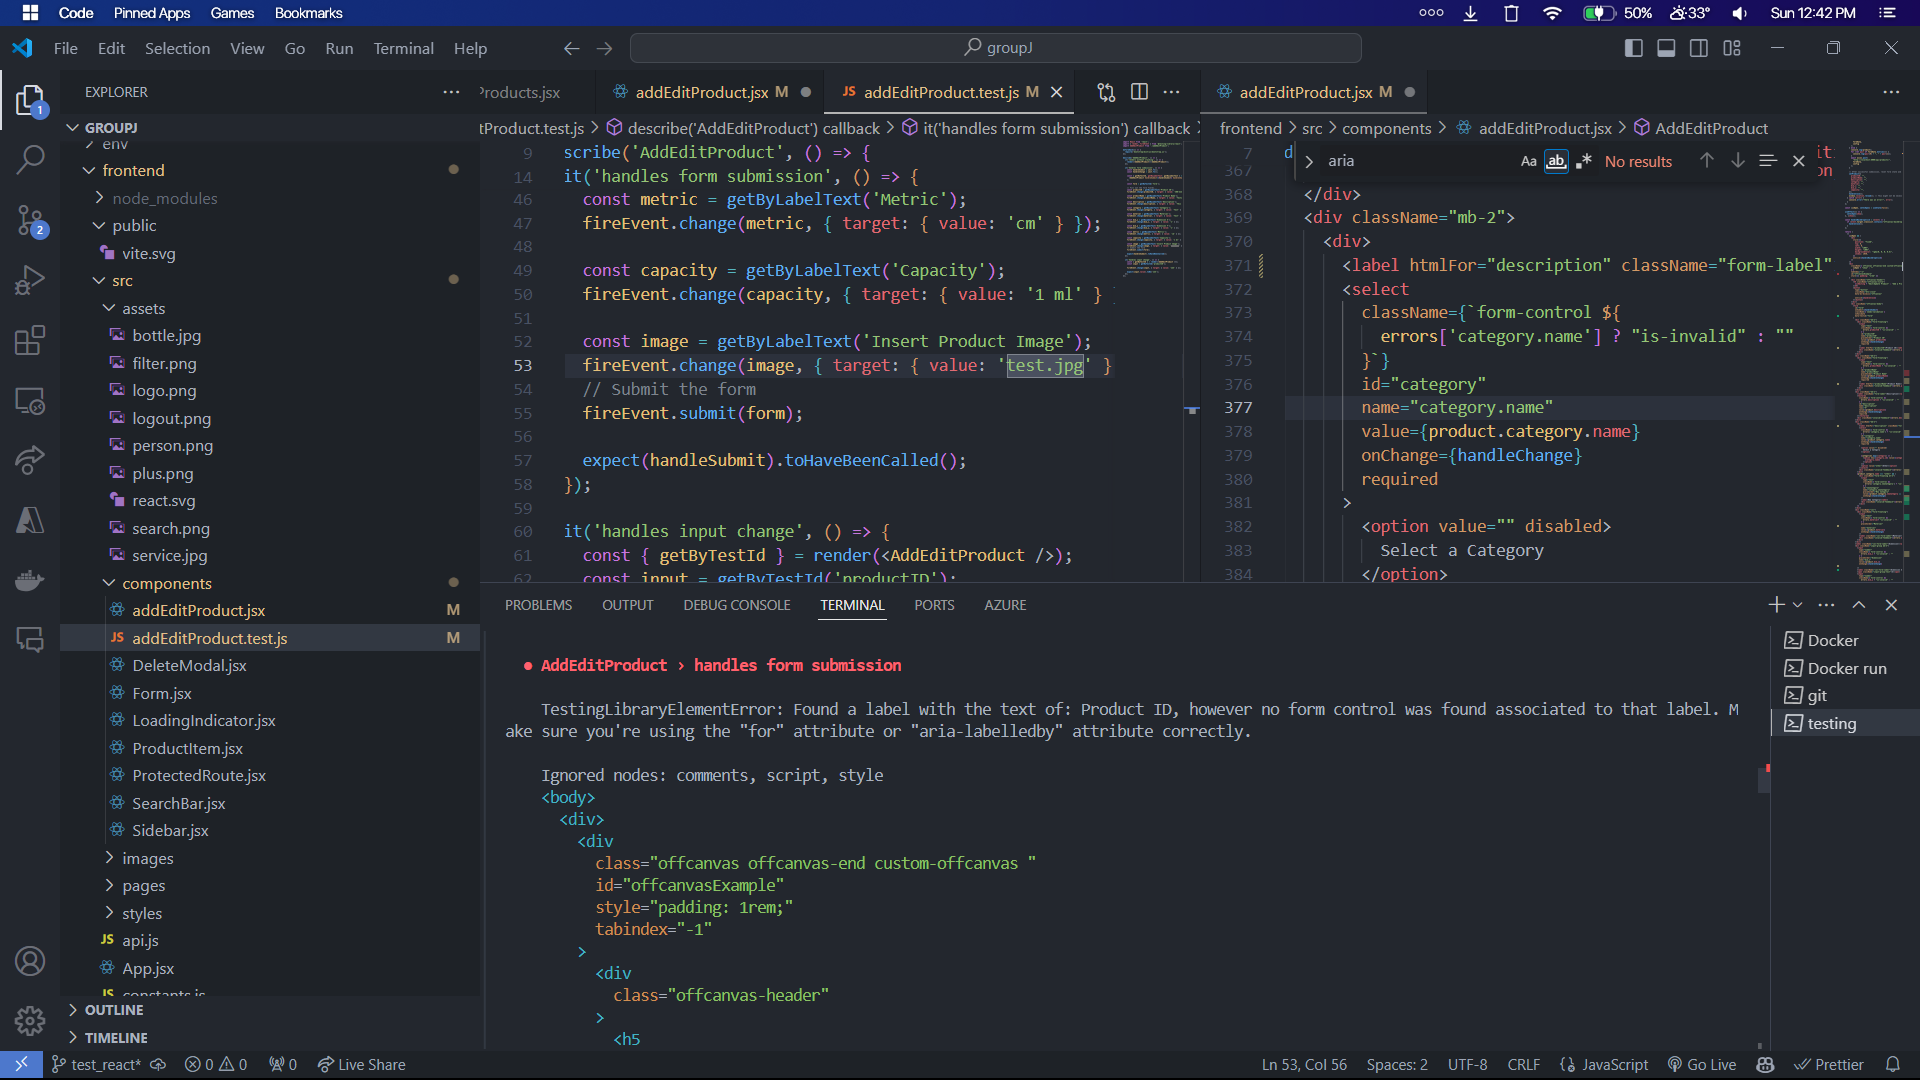 Code Pinned Apps Games Bookmarks
50% 33° Sun 12:42 PM
File Edit Selection View Go Run Terminal Help
groupJ
EXPLORER
GROUPJ
env
frontend
node_modules
public
vite.svg
src
assets
bottle.jpg
filter.png
logo.png
logout.png
person.png
plus.png
react.svg
search.png
service.jpg
components
addEditProduct.jsx M
JS addEditProduct.test.js M
DeleteModal.jsx
Form.jsx
LoadingIndicator.jsx
ProductItem.jsx
ProtectedRoute.jsx
SearchBar.jsx
Sidebar.jsx
images
pages
styles
JS api.js
App.jsx
JS constants.js
OUTLINE
TIMELINE
1
2
Products.jsx addEditProduct.jsx M JS addEditProduct.test.js M
tProduct.test.js > describe('AddEditProduct') callback > it('handles form submission') callback >
9 scribe('AddEditProduct', () => {
14 it('handles form submission', () => {
46 const metric = getByLabelText('Metric');
47 fireEvent.change(metric, { target: { value: 'cm' } });
48
49 const capacity = getByLabelText('Capacity');
50 fireEvent.change(capacity, { target: { value: '1 ml' }
51
52 const image = getByLabelText('Insert Product Image');
53 fireEvent.change(image, { target: { value: 'test.jpg' }
54 // Submit the form
55 fireEvent.submit(form);
56
57 expect(handleSubmit).toHaveBeenCalled();
58 });
59
60 it('handles input change', () => {
61 const { getByTestId } = render(<AddEditProduct />);
62 const input = getByTestId('productID');
addEditProduct.jsx M
frontend > src > components > addEditProduct.jsx > AddEditProduct
aria Aa ab No results
7 d
367
368 </div>
369 <div className="mb-2">
370 <div>
371 <label htmlFor="description" className="form-label"
372 <select
373 className={`form-control ${
374 errors['category.name'] ? "is-invalid" : ""
375 }`}
376 id="category"
377 name="category.name"
378 value={product.category.name}
379 onChange={handleChange}
380 required
381 >
382 <option value="" disabled>
383 Select a Category
384 </option>
PROBLEMS OUTPUT DEBUG CONSOLE TERMINAL PORTS AZURE
● AddEditProduct › handles form submission
TestingLibraryElementError: Found a label with the text of: Product ID, however no form control was found associated to that label. M
ake sure you're using the "for" attribute or "aria-labelledby" attribute correctly.
Ignored nodes: comments, script, style
<body>
<div>
<div
class="offcanvas offcanvas-end custom-offcanvas "
id="offcanvasExample"
style="padding: 1rem;"
tabindex="-1"
>
<div
class="offcanvas-header"
>
<h5
Docker
Docker run
git
testing
test_react* 0 0 0 Live Share
Ln 53, Col 56 Spaces: 2 UTF-8 CRLF JavaScript Go Live Prettier